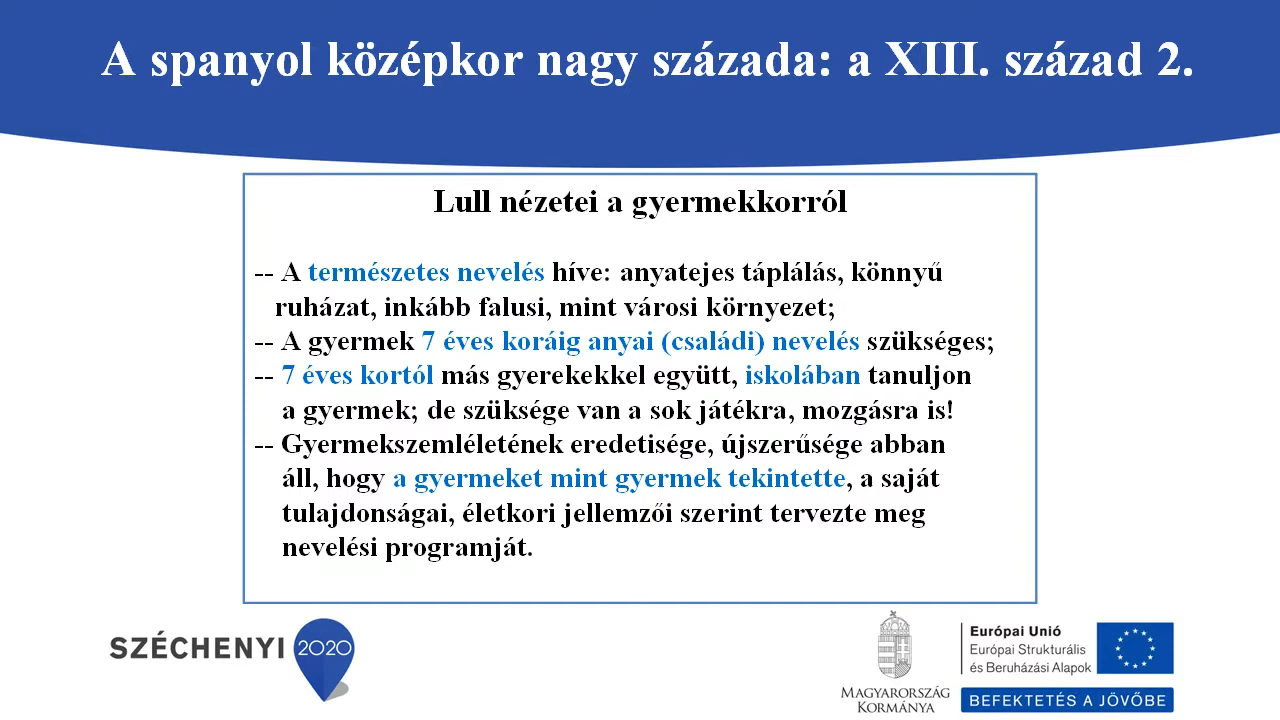 A spanyol középkor nagy százada: a XIII. század 2.
Lull nézetei a gyermekkorról
-- A természetes nevelés híve: anyatejes táplálás, könnyű
ruházat, inkább falusi, mint városi környezet;
-- A gyermek 7 éves koráig anyai (családi) nevelés szükséges;
-- 7 éves kortól más gyerekekkel együtt, iskolában tanuljon
a gyermek; de szüksége van a sok játékra, mozgásra is!
-- Gyermekszemléletének eredetisége, újszerűsége abban
áll, hogy a gyermeket mint gyermek tekintette, a saját
tulajdonságai, életkori jellemzői szerint tervezte meg
nevelési programját.
SZÉCHENYI 2020
MAGYARORSZÁG
KORMÁNYA
Európai Unió
Európai Strukturális
és Beruházási Alapok
BEFEKTETÉS A JÖVŐBE